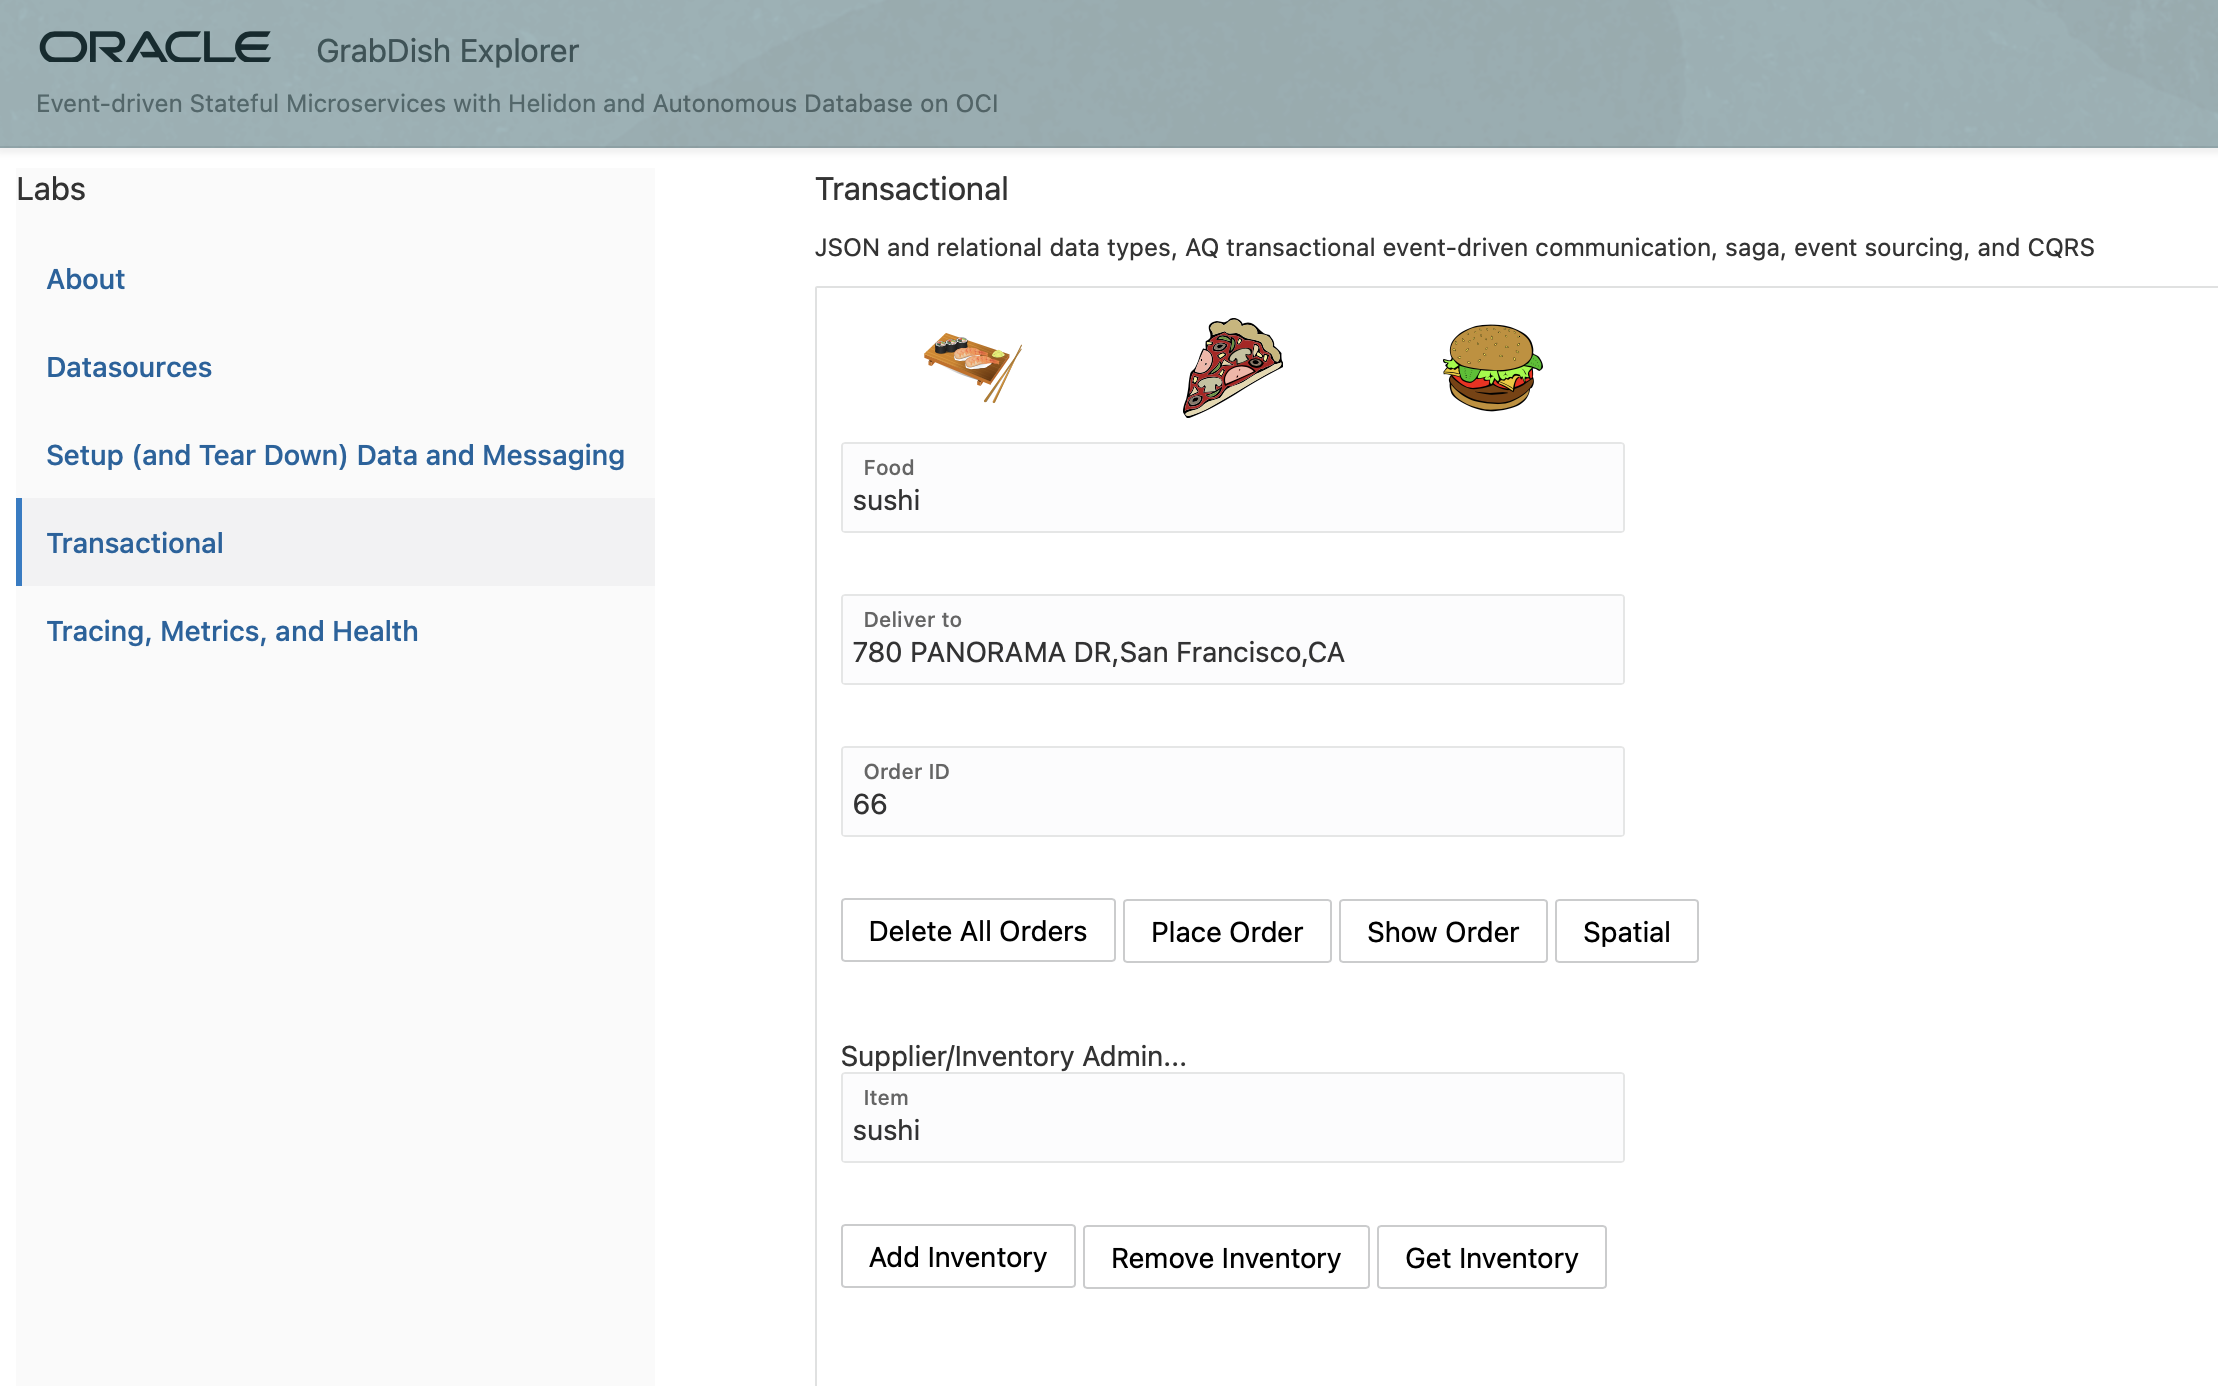 ORACLE GrabDish Explorer
Event-driven Stateful Microservices with Helidon and Autonomous Database on OCI
Labs
About
Datasources
Setup (and Tear Down) Data and Messaging
Transactional
Tracing, Metrics, and Health
Transactional
JSON and relational data types, AQ transactional event-driven communication, saga, event sourcing, and CQRS
Food
sushi
Deliver to
780 PANORAMA DR,San Francisco,CA
Order ID
66
Delete All Orders Place Order Show Order Spatial
Supplier/Inventory Admin...
Item
sushi
Add Inventory Remove Inventory Get Inventory